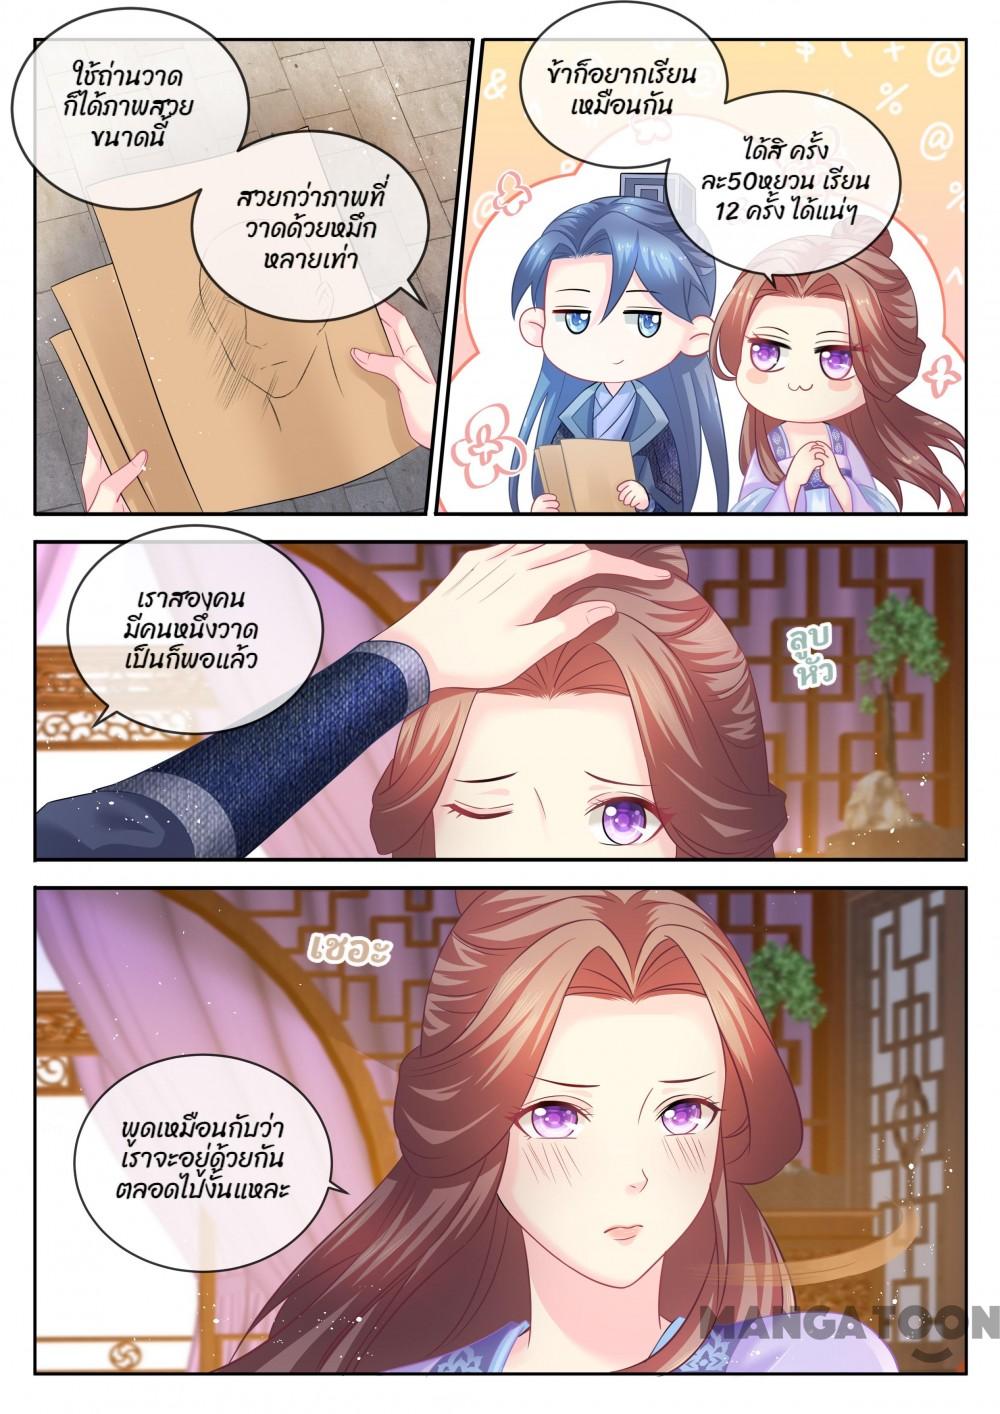 ใช้ถ่านวาด
ก็ได้ภาพสวย
ขนาดนี้
สวยกว่าภาพที่
วาดด้วยหมึก
หลายเท่า
ข้าก็อยากเรียน
เหมือนกัน
ได้สิ ครั้ง
ละ50หยวน เรียน
12 ครั้ง ได้แน่ๆ
เราสองคน
มีคนหนึ่งวาด
เป็นก็พอแล้ว
ลูบ
หัว
เชอะ
พูดเหมือนกับว่า
เราจะอยู่ด้วยกัน
ตลอดไปงั้นแหละ
MANGATOON